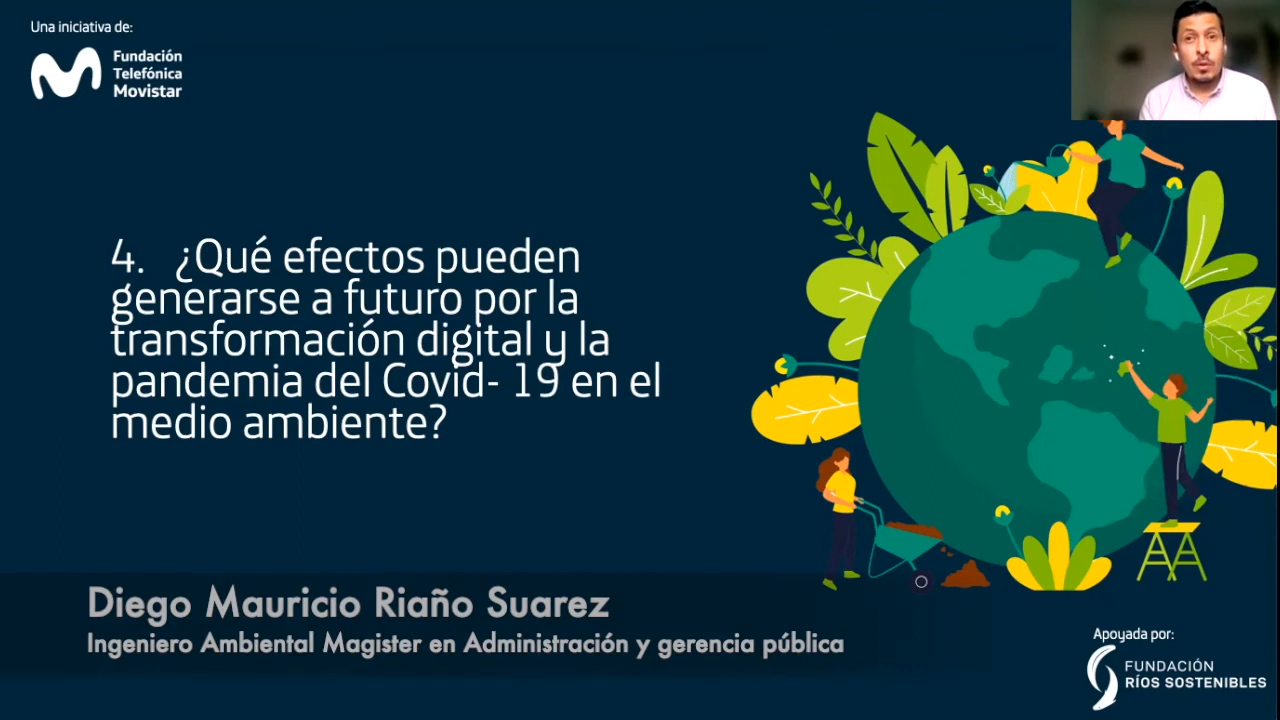 Una iniciativa de:
Fundación
Telefónica
Movistar
4. ¿Qué efectos pueden
generarse a futuro por la
transformación digital y la
pandemia del Covid- 19 en el
medio ambiente?
Diego Mauricio Riaño Suarez
Ingeniero Ambiental Magister en Administración y gerencia pública
Apoyada por:
FUNDACIÓN
RÍOS SOSTENIBLES